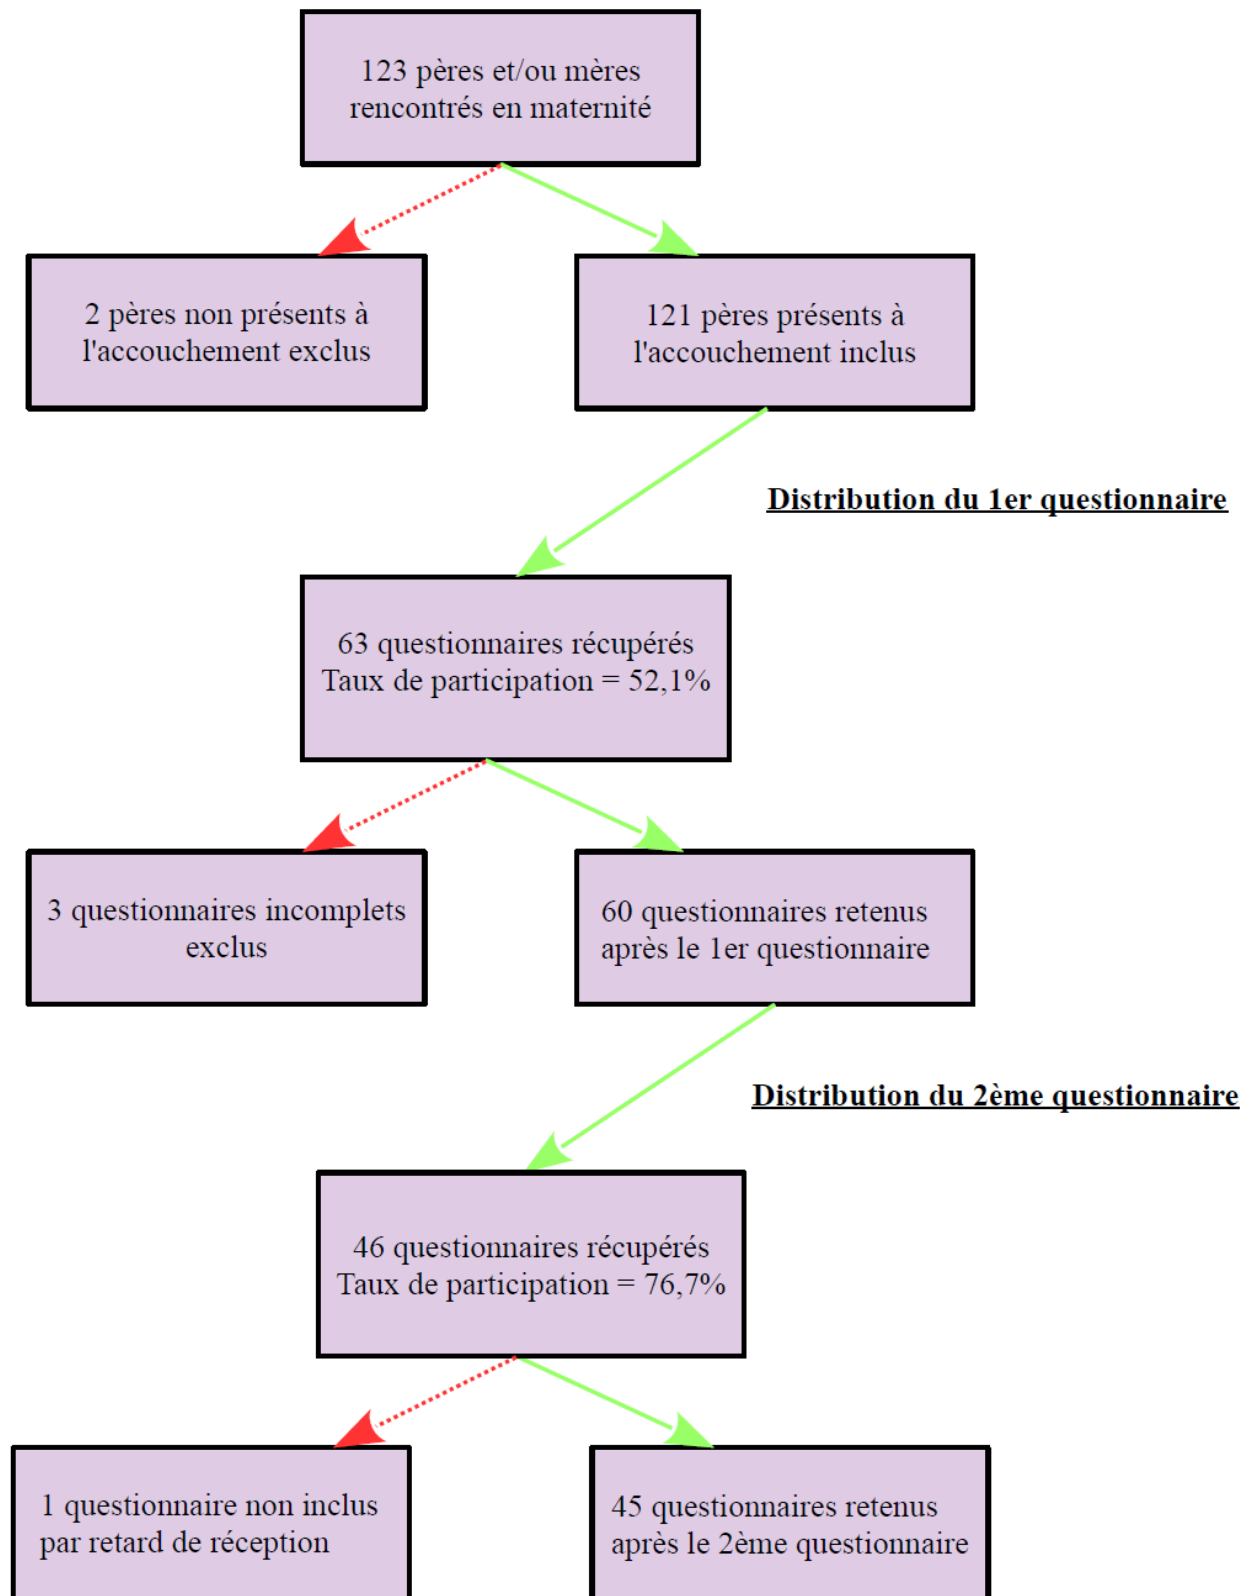 123 pères et/ou mères
rencontrés en maternité
2 pères non présents à
l'accouchement exclus
121 pères présents à
l'accouchement inclus
Distribution du 1er questionnaire
63 questionnaires récupérés
Taux de participation = 52,1%
3 questionnaires incomplets
exclus
60 questionnaires retenus
après le 1er questionnaire
Distribution du 2ème questionnaire
46 questionnaires récupérés
Taux de participation = 76,7%
1 questionnaire non inclus
par retard de réception
45 questionnaires retenus
après le 2ème questionnaire